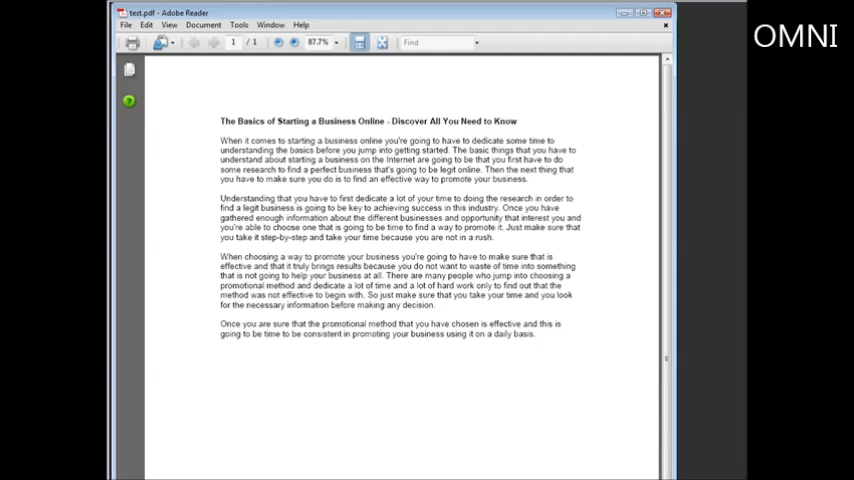 test.pdf - Adobe Reader
OMNI
File Edit View Document Tools Window Help
1 / 1 87.7% Find
The Basics of Starting a Business Online - Discover All You Need to Know
When it comes to starting a business online you're going to have to dedicate some time to
understanding the basics before you jump into getting started. The basic things that you have to
understand about starting a business on the Internet are going to be that you first have to do
some research to find a perfect business that's going to be legit online. Then the next thing that
you have to make sure you do is to find an effective way to promote your business.
Understanding that you have to first dedicate a lot of your time to doing the research in order to
find a legit business is going to be key to achieving success in this industry. Once you have
gathered enough information about the different businesses and opportunity that interest you and
you're able to choose one that is going to be time to find a way to promote it. Just make sure that
you take it step-by-step and take your time because you are not in a rush.
When choosing a way to promote your business you're going to have to make sure that is
effective and that it truly brings results because you do not want to waste of time into something
that is not going to help your business at all. There are many people who jump into choosing a
promotional method and dedicate a lot of time and a lot of hard work only to find out that the
method was not effective to begin with. So just make sure that you take your time and you look
for the necessary information before making any decision.
Once you are sure that the promotional method that you have chosen is effective and this is
going to be time to be consistent in promoting your business using it on a daily basis.